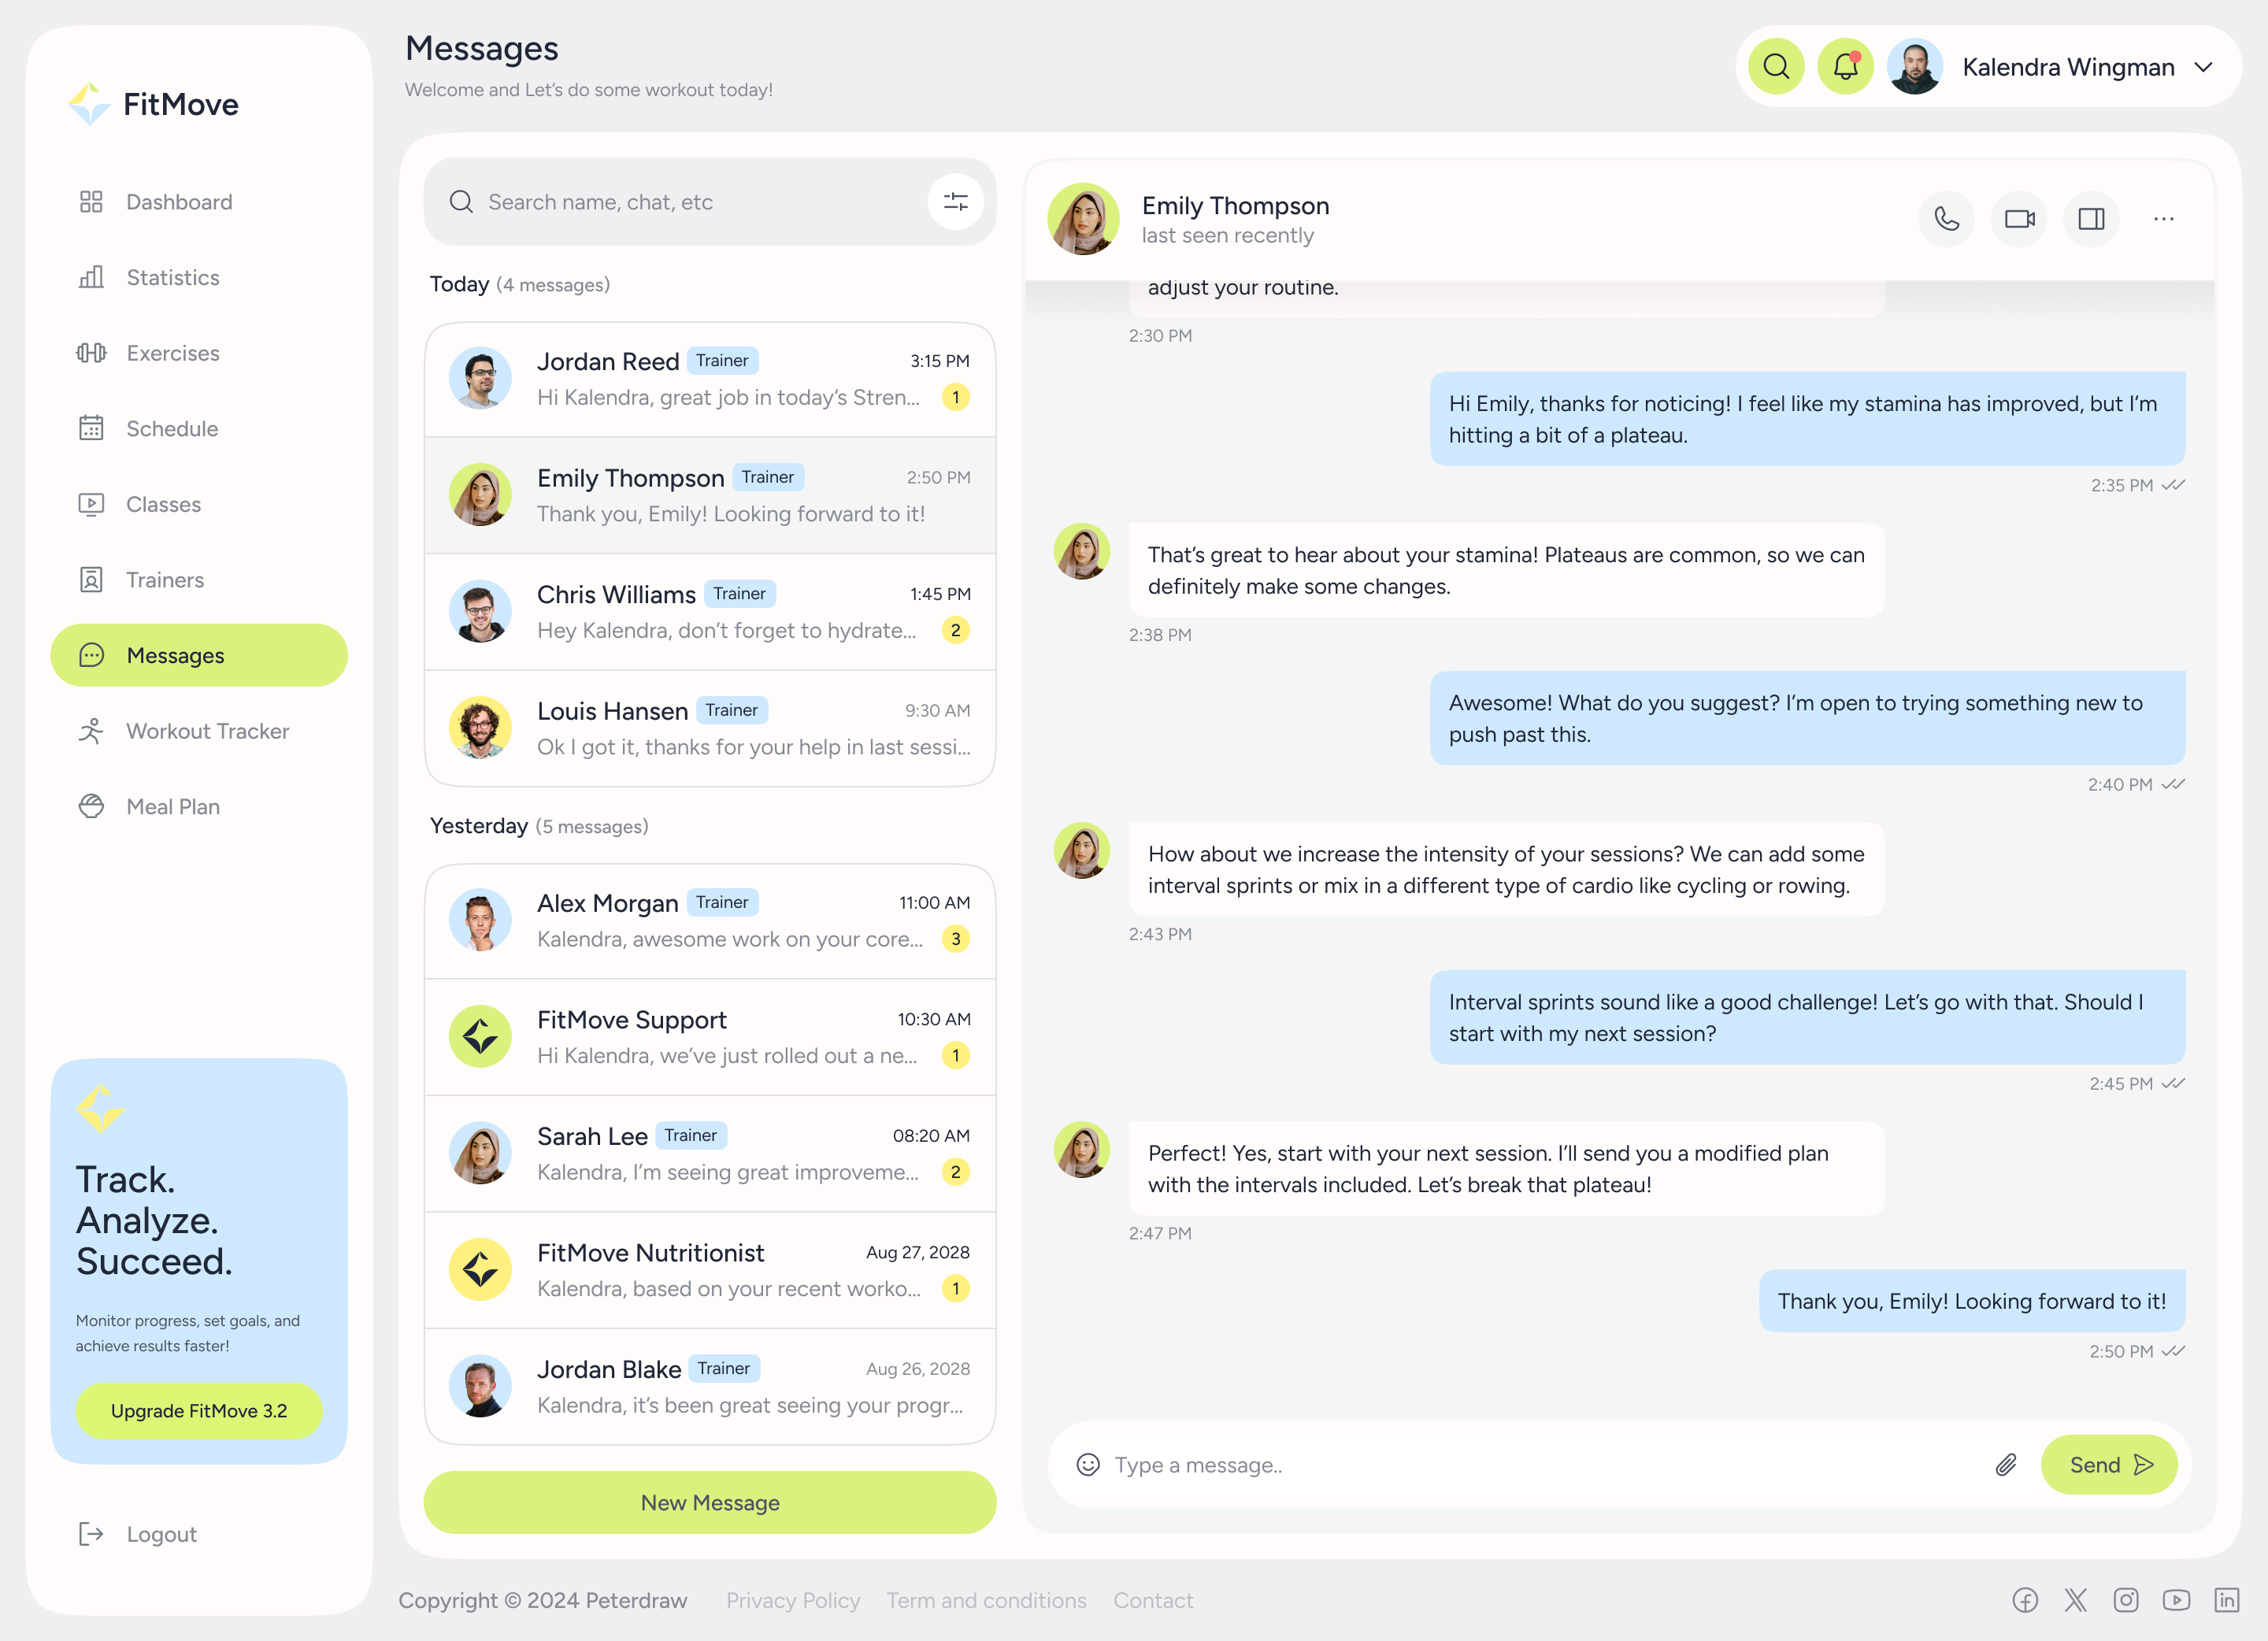 FitMove
Dashboard
Statistics
Exercises
Schedule
Classes
Trainers
Messages
Workout Tracker
Meal Plan
Track.
Analyze.
Succeed.
Monitor progress, set goals, and
achieve results faster!
Upgrade FitMove 3.2
Logout
Messages
Welcome and Let’s do some workout today!
Kalendra Wingman
Search name, chat, etc
Today (4 messages)
Jordan Reed Trainer 3:15 PM
Hi Kalendra, great job in today’s Stren... 1
Emily Thompson Trainer 2:50 PM
Thank you, Emily! Looking forward to it!
Chris Williams Trainer 1:45 PM
Hey Kalendra, don’t forget to hydrate... 2
Louis Hansen Trainer 9:30 AM
Ok I got it, thanks for your help in last sessi...
Yesterday (5 messages)
Alex Morgan Trainer 11:00 AM
Kalendra, awesome work on your core... 3
FitMove Support 10:30 AM
Hi Kalendra, we’ve just rolled out a ne... 1
Sarah Lee Trainer 08:20 AM
Kalendra, I’m seeing great improveme... 2
FitMove Nutritionist Aug 27, 2028
Kalendra, based on your recent worko... 1
Jordan Blake Trainer Aug 26, 2028
Kalendra, it’s been great seeing your progr...
New Message
Emily Thompson
last seen recently
adjust your routine.
2:30 PM
Hi Emily, thanks for noticing! I feel like my stamina has improved, but I’m
hitting a bit of a plateau.
2:35 PM
That’s great to hear about your stamina! Plateaus are common, so we can
definitely make some changes.
2:38 PM
Awesome! What do you suggest? I’m open to trying something new to
push past this.
2:40 PM
How about we increase the intensity of your sessions? We can add some
interval sprints or mix in a different type of cardio like cycling or rowing.
2:43 PM
Interval sprints sound like a good challenge! Let’s go with that. Should I
start with my next session?
2:45 PM
Perfect! Yes, start with your next session. I’ll send you a modified plan
with the intervals included. Let’s break that plateau!
2:47 PM
Thank you, Emily! Looking forward to it!
2:50 PM
Type a message..
Send
Copyright © 2024 Peterdraw
Privacy Policy
Term and conditions
Contact